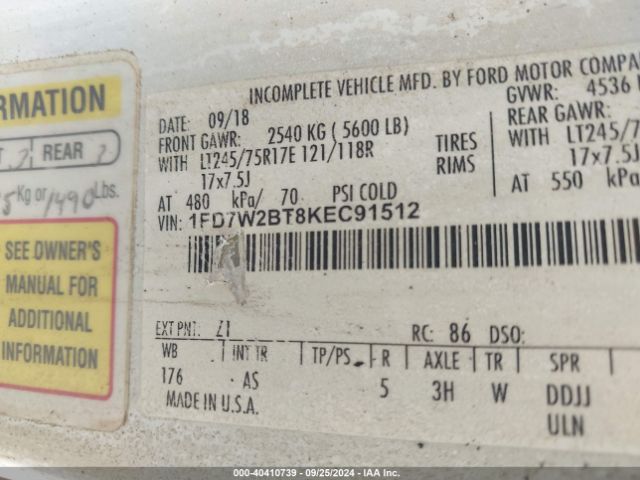 RMATION
REAR 2
Kg or 1490 Lbs.
SEE OWNER'S
MANUAL FOR
ADDITIONAL
INFORMATION
INCOMPLETE VEHICLE MFD. BY FORD MOTOR COMPA
DATE: 09/18 GVWR: 4536
FRONT GAWR: 2540 KG ( 5600 LB) REAR GAWR:
WITH LT245/75R17E 121/118R TIRES WITH LT245/7
17x7.5J RIMS 17x7.5J
AT 480 kPa/ 70 PSI COLD AT 550 kPa/
VIN: 1FD7W2BT8KEC91512
EXT PNT: Z1 RC: 86 DSO:
WB INT TR TP/PS R AXLE TR SPR
176 AS 5 3H W DDJJ
MADE IN U.S.A. ULN
000-40410739 - 09/25/2024 - IAA Inc.